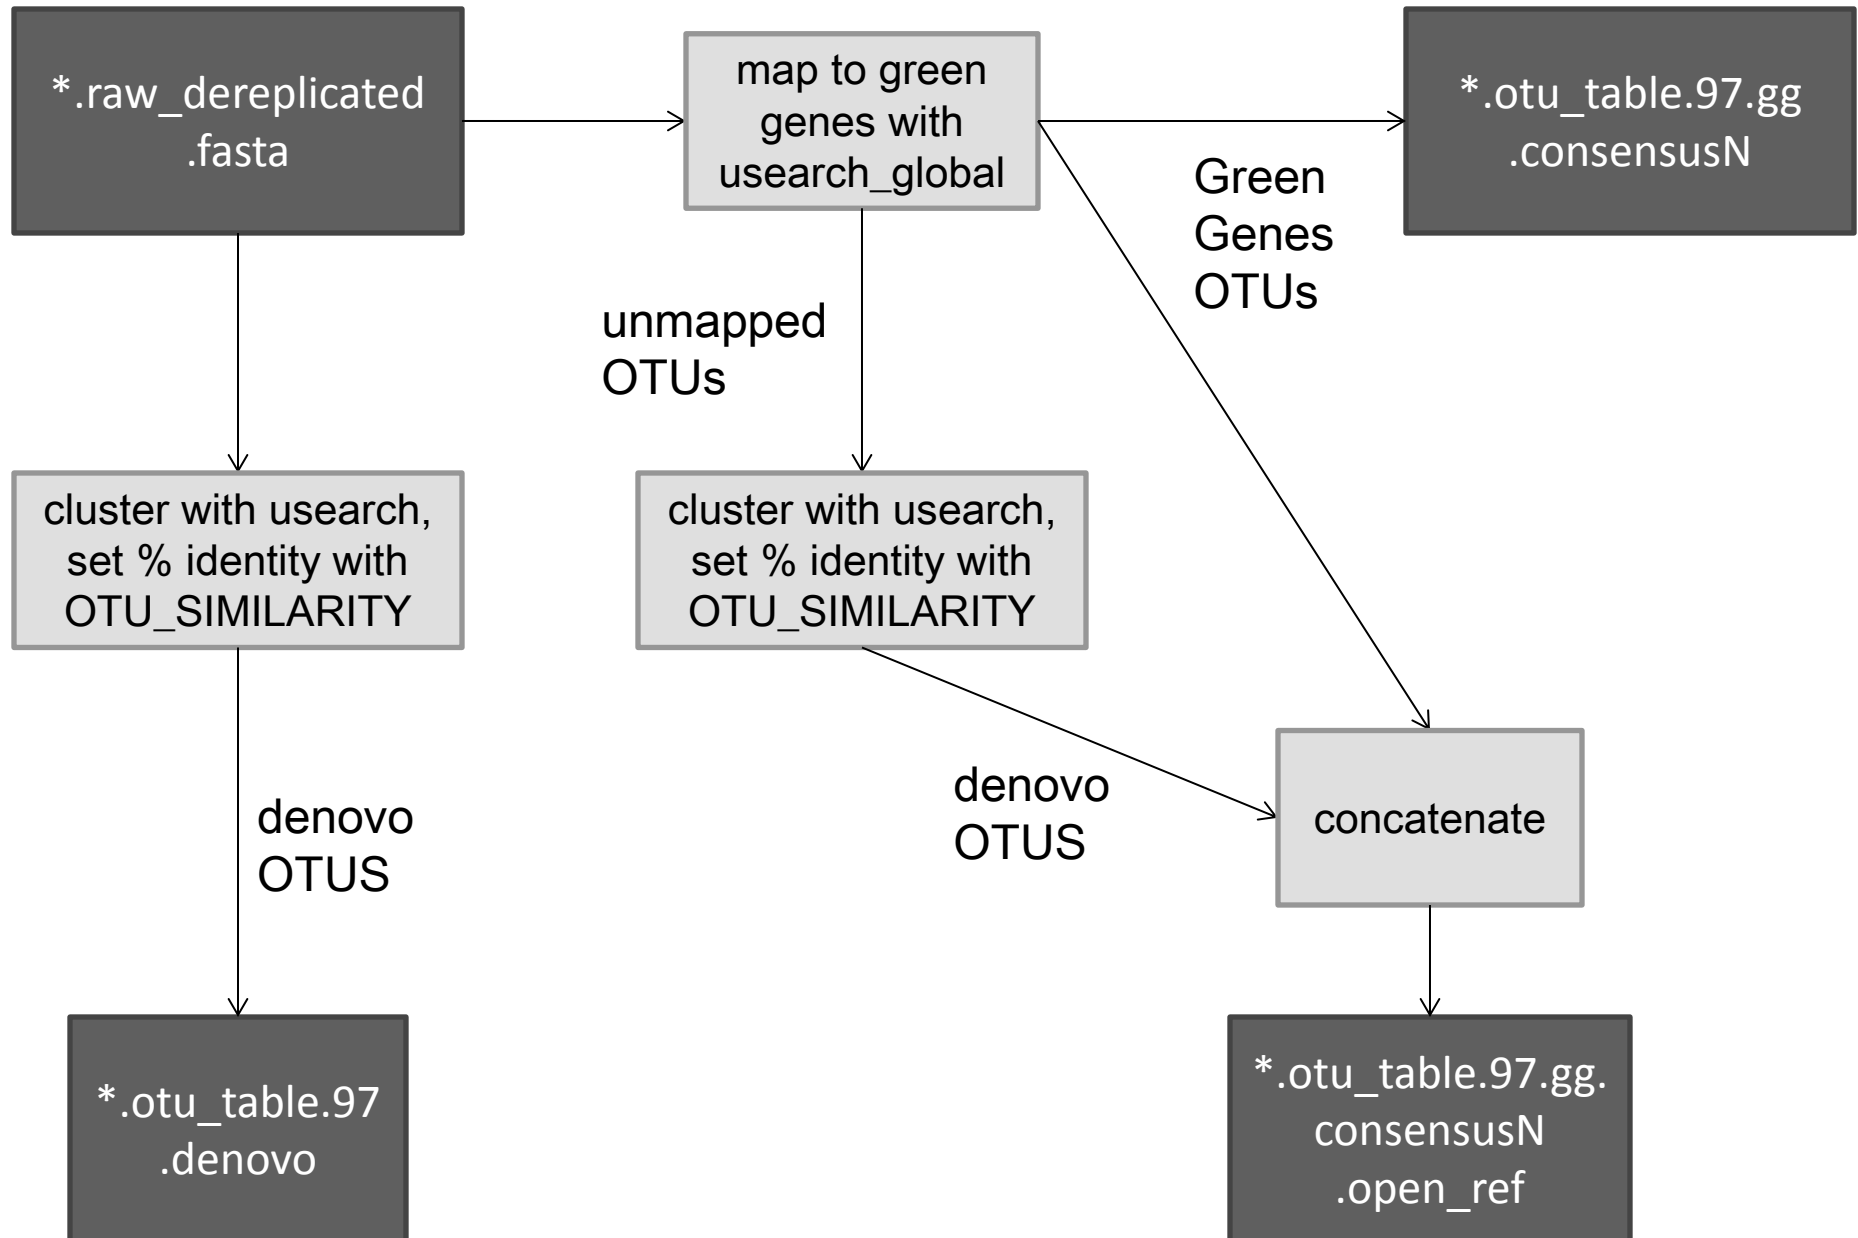 *.raw_dereplicated
.fasta
map to green
genes with
usearch_global
*.otu_table.97.gg
.consensusN
Green
Genes
OTUs
unmapped
OTUs
cluster with usearch,
set % identity with
OTU_SIMILARITY
cluster with usearch,
set % identity with
OTU_SIMILARITY
denovo
OTUS
denovo
OTUS
concatenate
*.otu_table.97
.denovo
*.otu_table.97.gg.
consensusN
.open_ref